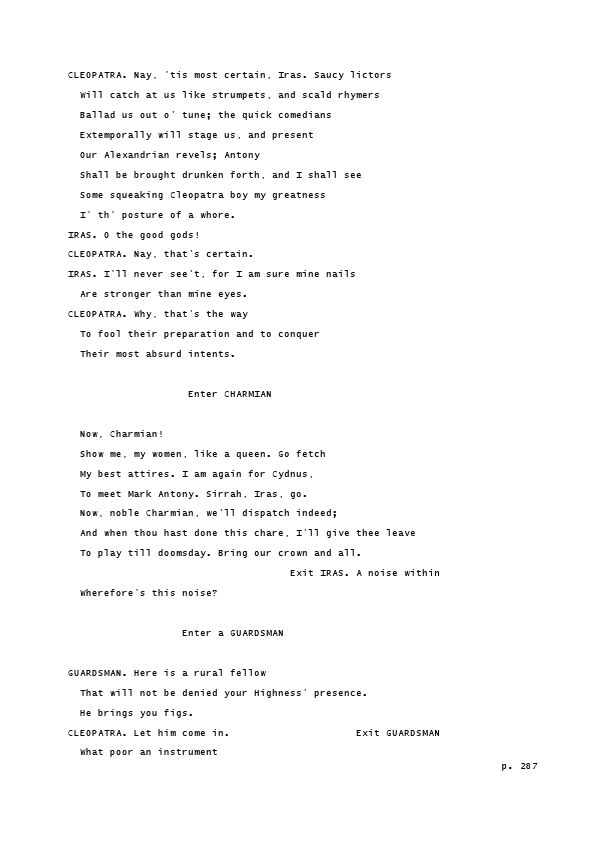 CLEOPATRA. Nay, 'tis most certain, Iras. Saucy lictors
Will catch at us like strumpets, and scald rhymers
Ballad us out o' tune; the quick comedians
Extemporally will stage us, and present
Our Alexandrian revels; Antony
Shall be brought drunken forth, and I shall see
Some squeaking Cleopatra boy my greatness
I' th' posture of a whore.
IRAS. O the good gods!
CLEOPATRA. Nay, that's certain.
IRAS. I'll never see't, for I am sure mine nails
Are stronger than mine eyes.
CLEOPATRA. Why, that's the way
To fool their preparation and to conquer
Their most absurd intents.
Enter CHARMIAN
Now, Charmian!
Show me, my women, like a queen. Go fetch
My best attires. I am again for Cydnus,
To meet Mark Antony. Sirrah, Iras, go.
Now, noble Charmian, we'll dispatch indeed;
And when thou hast done this chare, I'll give thee leave
To play till doomsday. Bring our crown and all.
Exit IRAS. A noise within
Wherefore's this noise?
Enter a GUARDSMAN
GUARDSMAN. Here is a rural fellow
That will not be denied your Highness' presence.
He brings you figs.
CLEOPATRA. Let him come in. Exit GUARDSMAN
What poor an instrument
p. 287